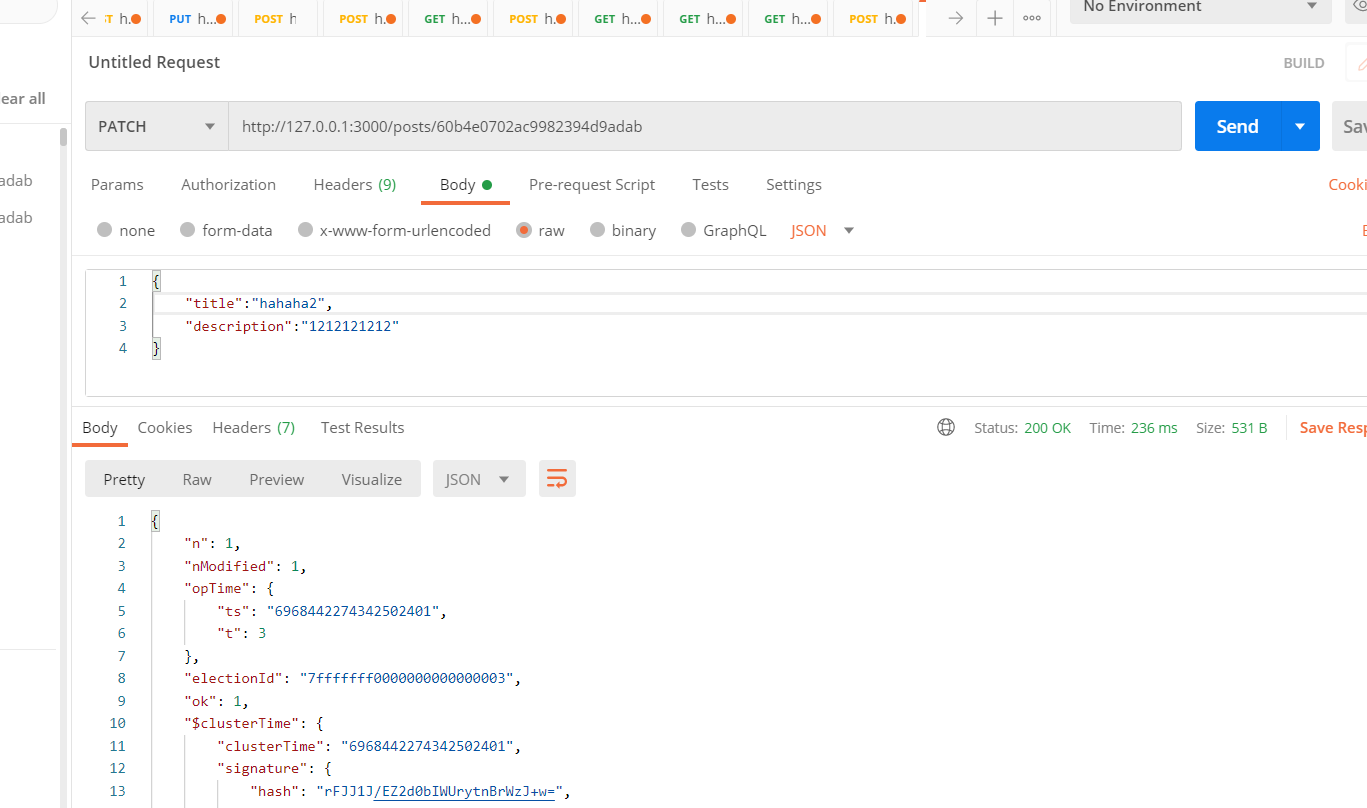 ST h. PUT h... POST h POST h. GET h... POST h. GET h... GET h... GET h... POST h. No Environment
Untitled Request BUILD
ear all
PATCH http://127.0.0.1:3000/posts/60b4e0702ac9982394d9adab Send Sav
adab
Params Authorization Headers (9) Body Pre-request Script Tests Settings Cooki
adab
none form-data x-www-form-urlencoded raw binary GraphQL JSON
1 {
2 "title":"hahaha2",
3 "description":"1212121212"
4 }
Body Cookies Headers (7) Test Results Status: 200 OK Time: 236 ms Size: 531 B Save Resp
Pretty Raw Preview Visualize JSON
1 {
2 "n": 1,
3 "nModified": 1,
4 "opTime": {
5 "ts": "6968442274342502401",
6 "t": 3
7 },
8 "electionId": "7fffffff0000000000000003",
9 "ok": 1,
10 "$clusterTime": {
11 "clusterTime": "6968442274342502401",
12 "signature": {
13 "hash": "rFJJ1J/EZ2d0bIWUrytnBrWzJ+w=",